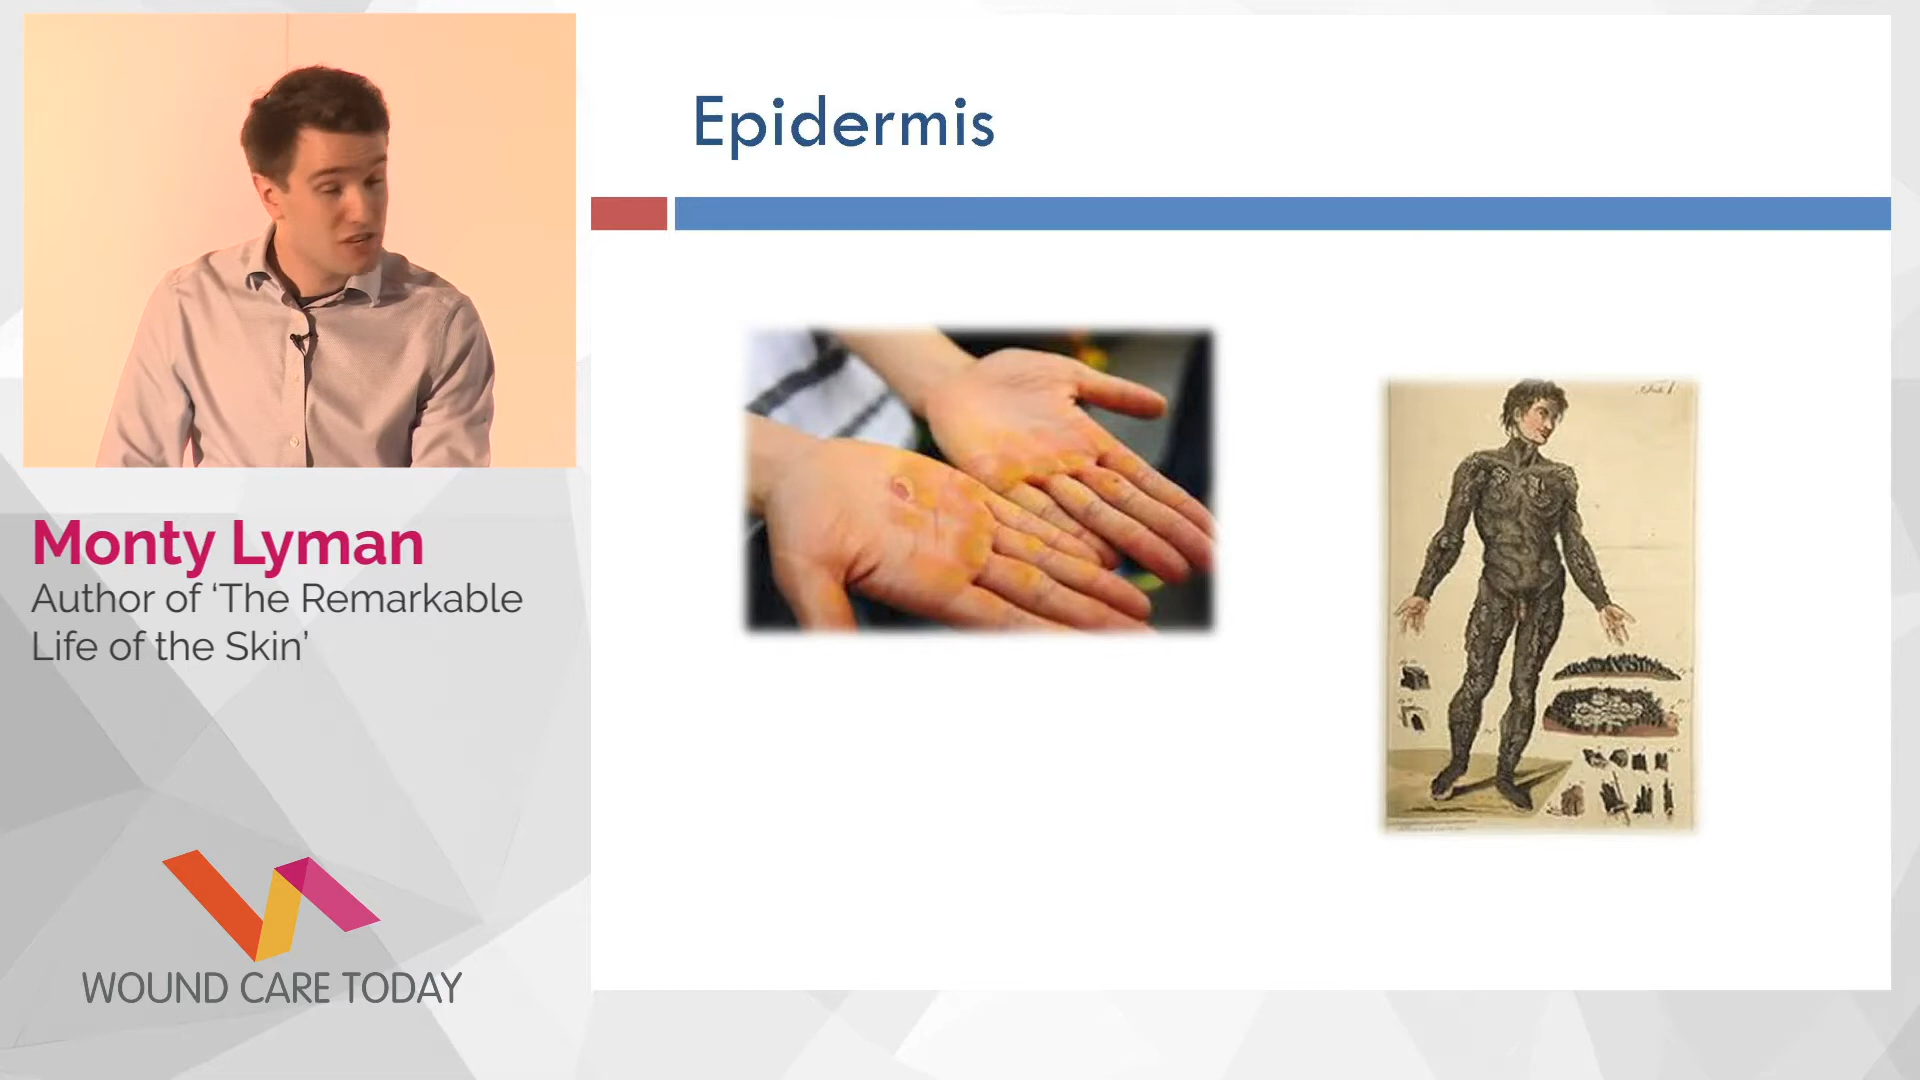 Epidermis
Monty Lyman
Author of ‘The Remarkable
Life of the Skin’
WOUND CARE TODAY